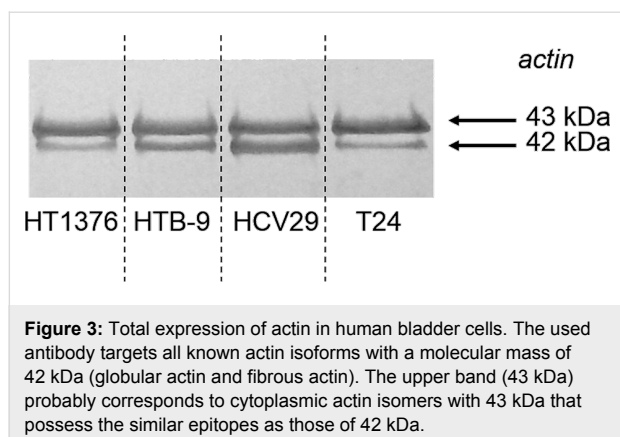 actin
43 kDa
42 kDa
HT1376 HTB-9 HCV29 T24
Figure 3: Total expression of actin in human bladder cells. The used
antibody targets all known actin isoforms with a molecular mass of
42 kDa (globular actin and fibrous actin). The upper band (43 kDa)
probably corresponds to cytoplasmic actin isomers with 43 kDa that
possess the similar epitopes as those of 42 kDa.